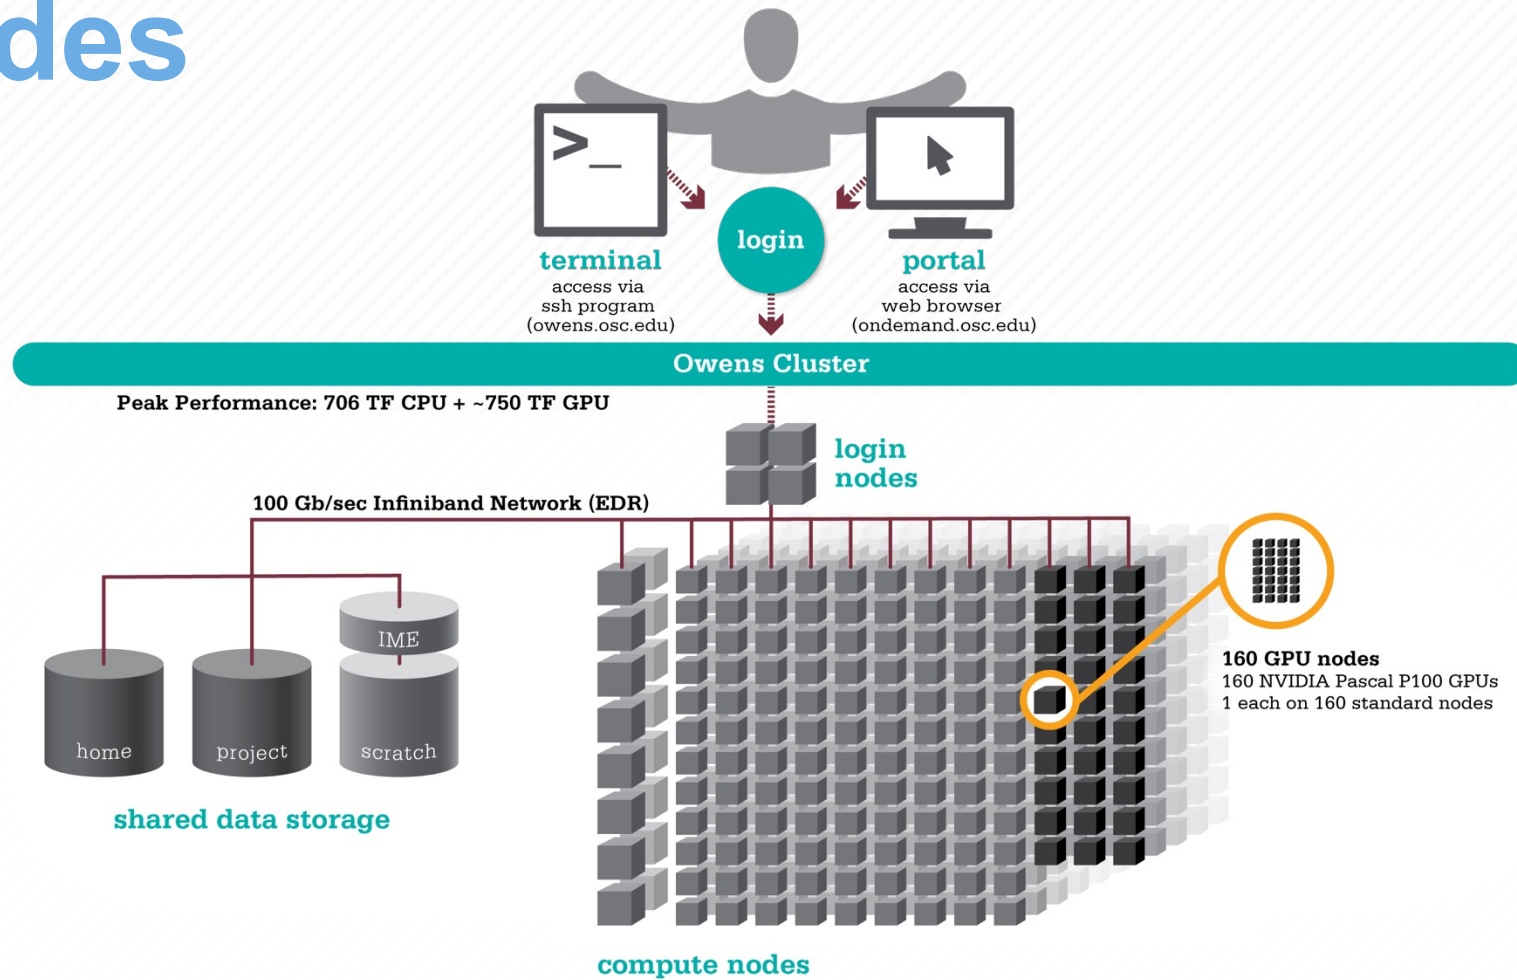 des
>_
login
terminal
access via
ssh program
(owens.osc.edu)
portal
access via
web browser
(ondemand.osc.edu)
Owens Cluster
Peak Performance: 706 TF CPU + ~750 TF GPU
login
nodes
100 Gb/sec Infiniband Network (EDR)
IME
home
project
scratch
shared data storage
160 GPU nodes
160 NVIDIA Pascal P100 GPUs
1 each on 160 standard nodes
compute nodes